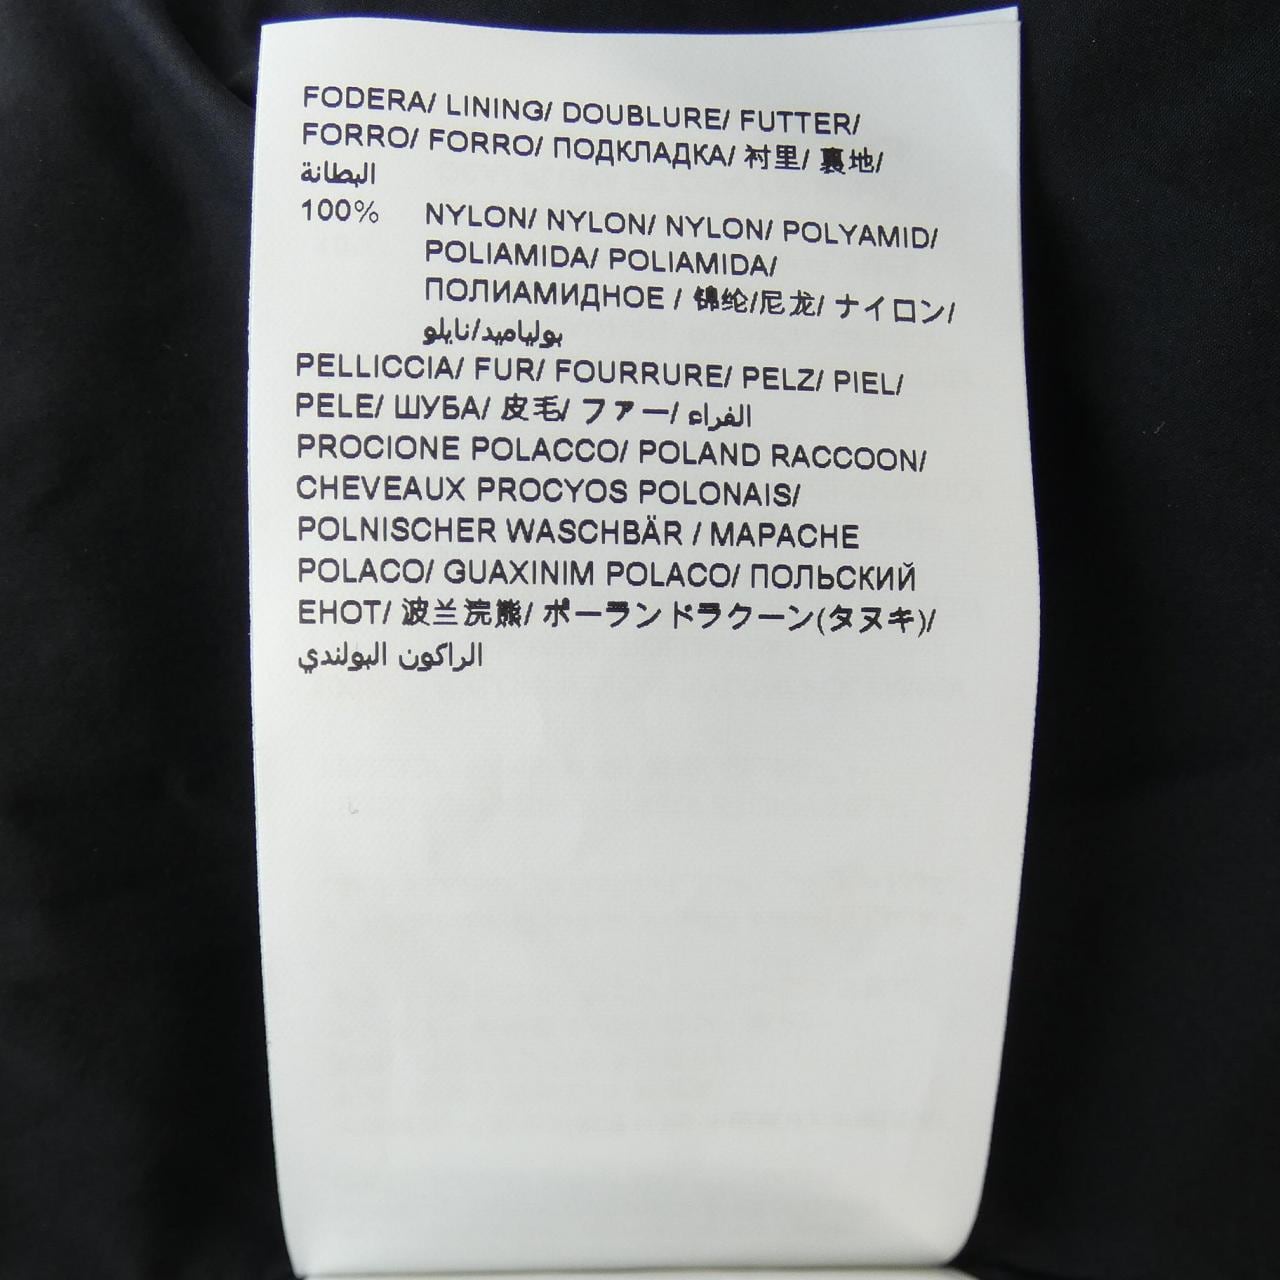 FODERA/ LINING/ DOUBLURE/ FUTTER/
FORRO/ FORRO/ ПОДКЛАДКА/ 衬里/ 裏地/
البطانة
100% NYLON/ NYLON/ NYLON/ POLYAMID/
POLIAMIDA/ POLIAMIDA/
ПОЛИАМИДНОЕ / 锦纶/尼龙/ ナイロン/
بولياميد/نايلو
PELLICCIA/ FUR/ FOURRURE/ PELZ/ PIEL/
PELE/ ШУБА/ 皮毛/ ファー/ الفراء
PROCIONE POLACCO/ POLAND RACCOON/
CHEVEAUX PROCYOS POLONAIS/
POLNISCHER WASCHBÄR / MAPACHE
POLACO/ GUAXINIM POLACO/ ПОЛЬСКИЙ
ЕНОТ/ 波兰浣熊/ ポーランドラクーン(タヌキ)/
الراكون البولندي